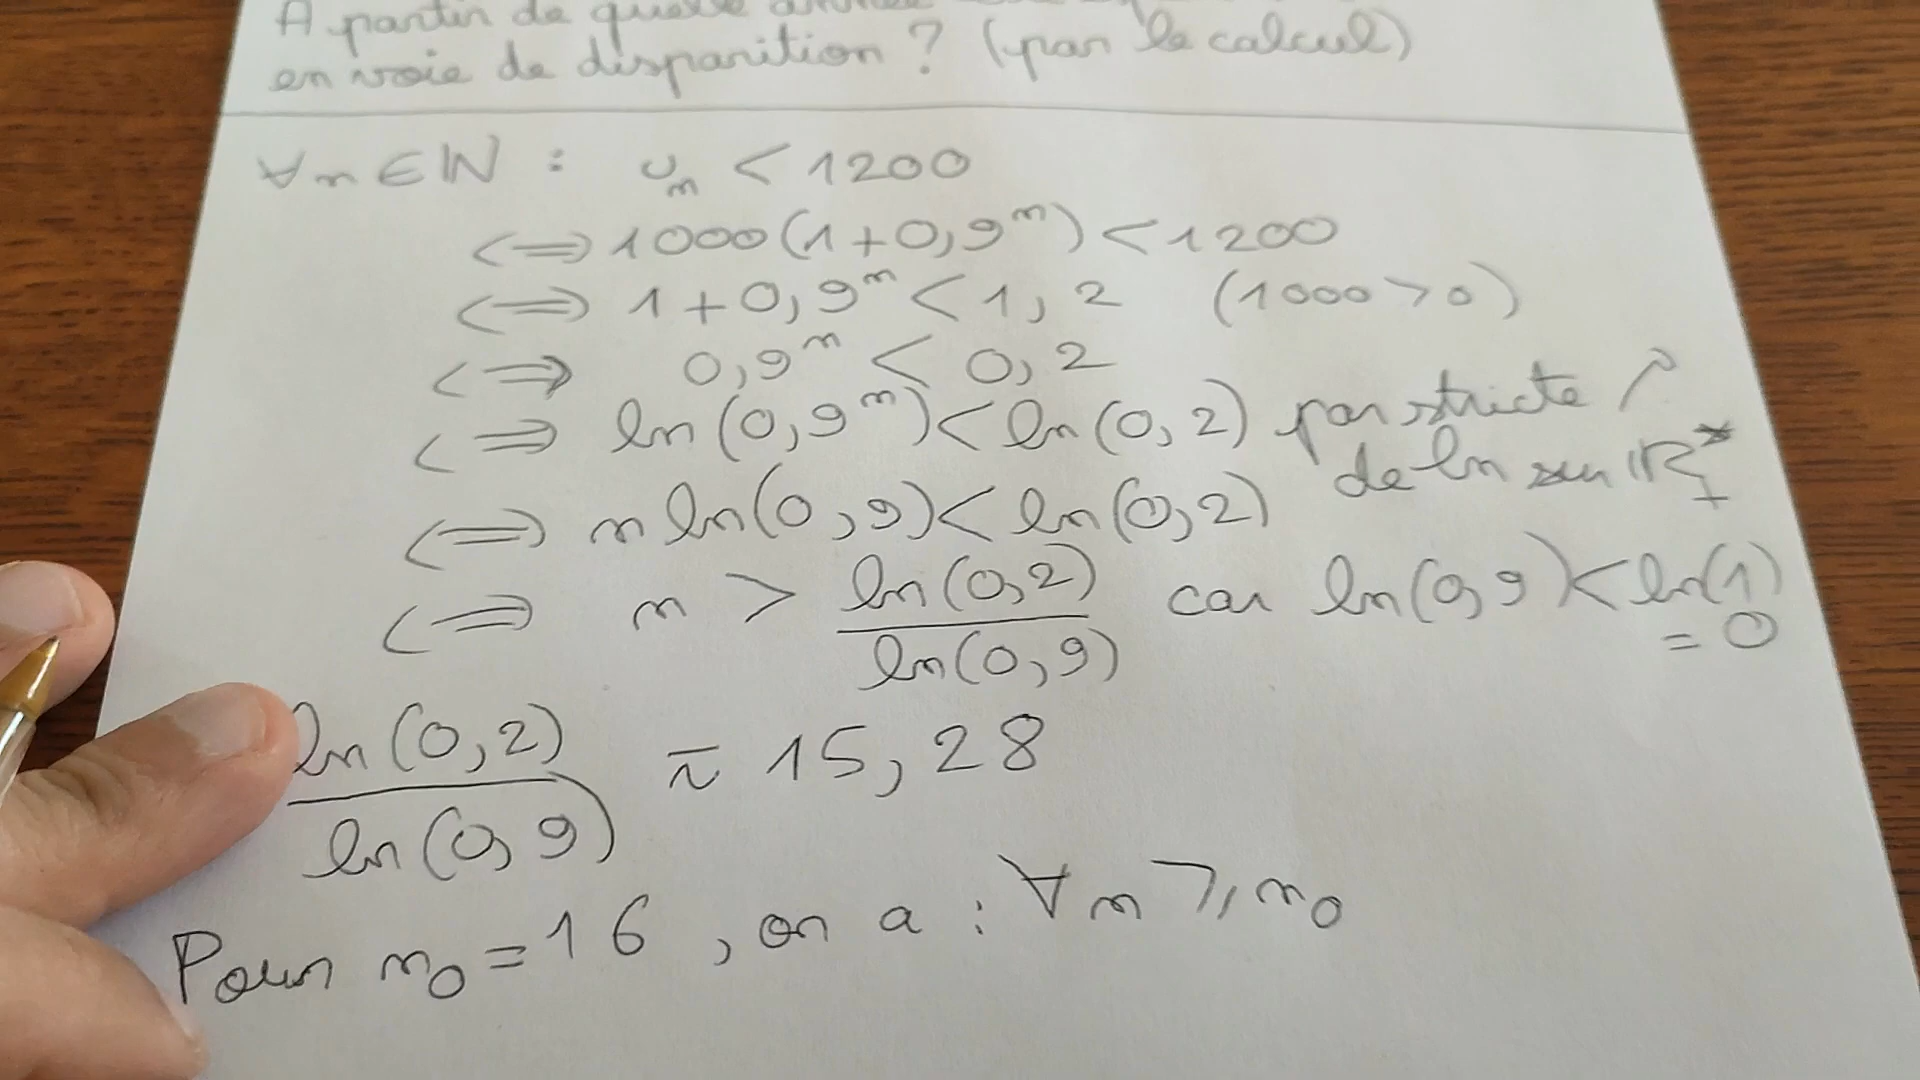 A partir de quelle année
en voie de disparition ? (par le calcul)
∀n∈ℕ : uₙ < 1200
⟺ 1000(1+0,9ⁿ) < 1200
⟺ 1+0,9ⁿ < 1,2 (1000>0)
⟺ 0,9ⁿ < 0,2
⟺ ln(0,9ⁿ) < ln(0,2) par stricte ↗
de ln sur ℝ₊*
⟺ n ln(0,9) < ln(0,2)
⟺ n > ln(0,2)/ln(0,9) car ln(0,9) < ln(1)
= 0
ln(0,2)/ln(0,9) ≈ 15,28
Pour n₀ = 16, on a : ∀n ⩾ n₀